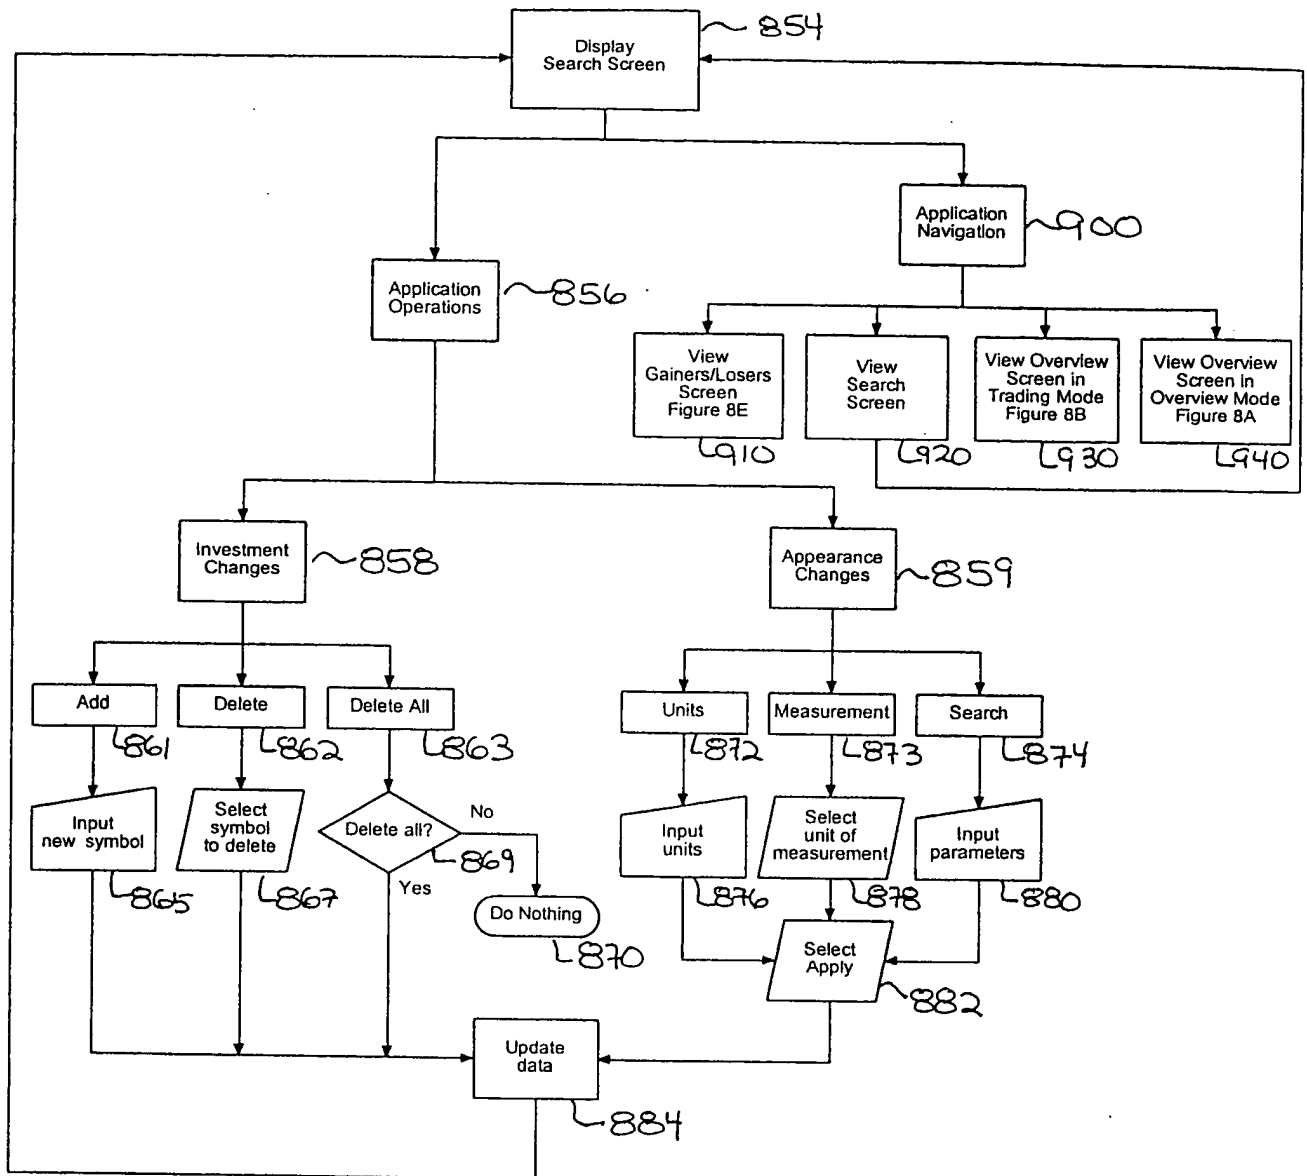 Display
Search Screen
854
Application
Navigation
900
Application
Operations
856
View
Gainers/Losers
Screen
Figure 8E
910
View
Search
Screen
920
View Overview
Screen in
Trading Mode
Figure 8B
930
View Overview
Screen in
Overview Mode
Figure 8A
940
Investment
Changes
858
Appearance
Changes
859
Add
861
Delete
862
Delete All
863
Units
872
Measurement
873
Search
874
Input
new symbol
865
Select
symbol
to delete
867
Delete all?
869
No
Yes
Do Nothing
870
Input
units
876
Select
unit of
measurement
878
Input
parameters
880
Select
Apply
882
Update
data
884